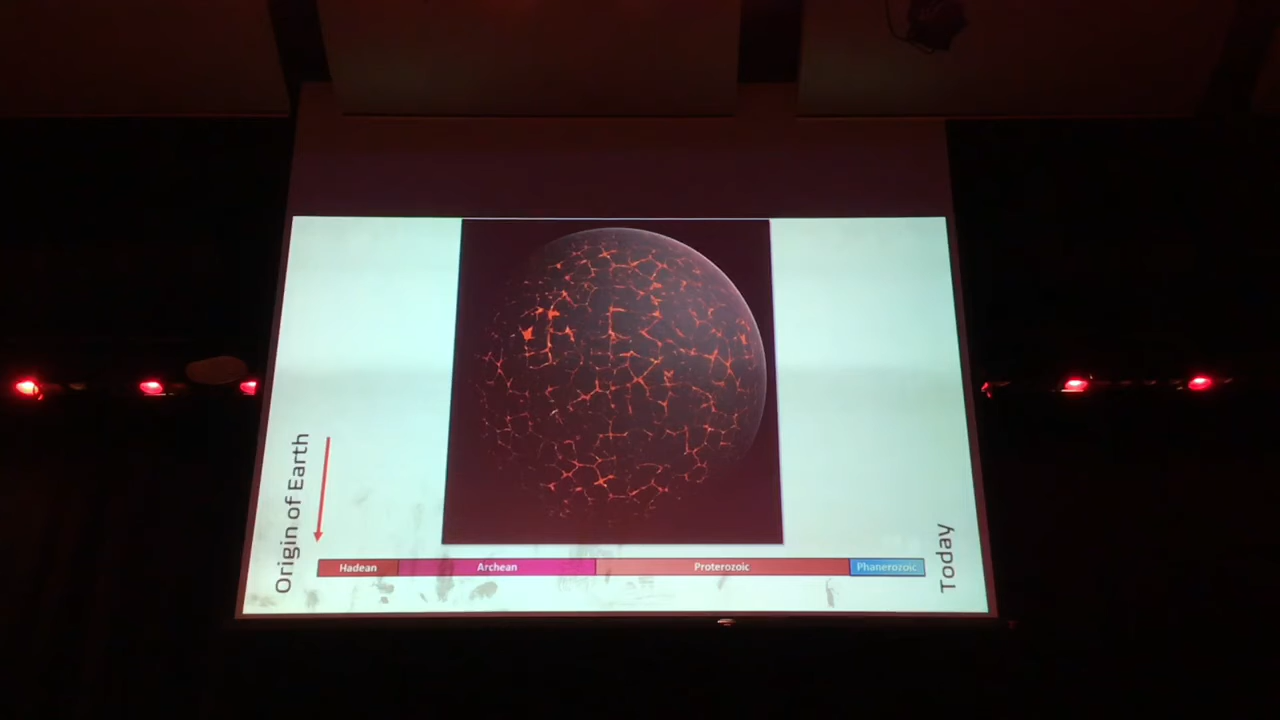 Origin of Earth
Hadean
Archean
Proterozoic
Phanerozoic
Today